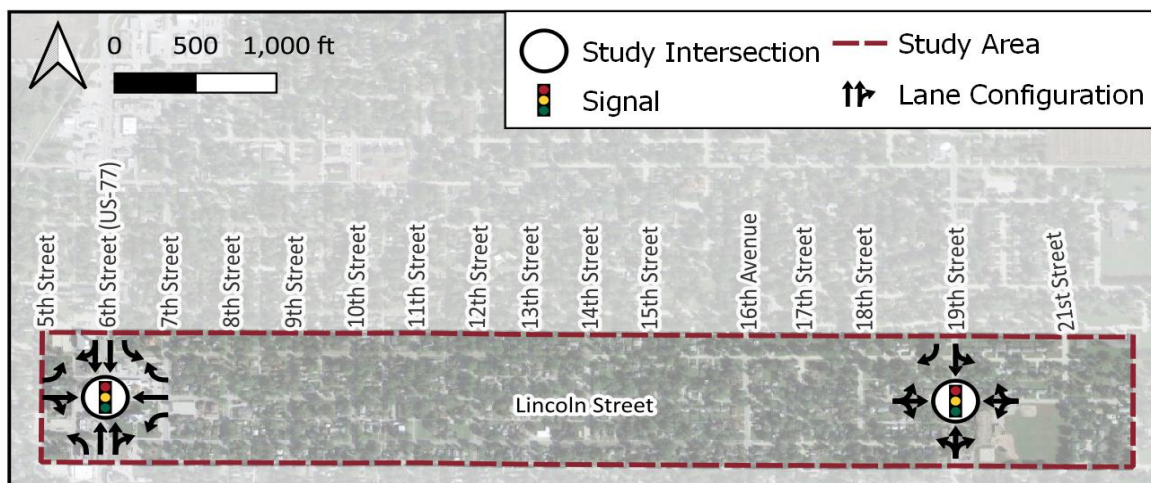 0 500 1,000 ft
Study Intersection
Study Area
Signal
Lane Configuration
5th Street
6th Street (US-77)
7th Street
8th Street
9th Street
10th Street
11th Street
12th Street
13th Street
14th Street
15th Street
16th Avenue
17th Street
18th Street
19th Street
21st Street
Lincoln Street